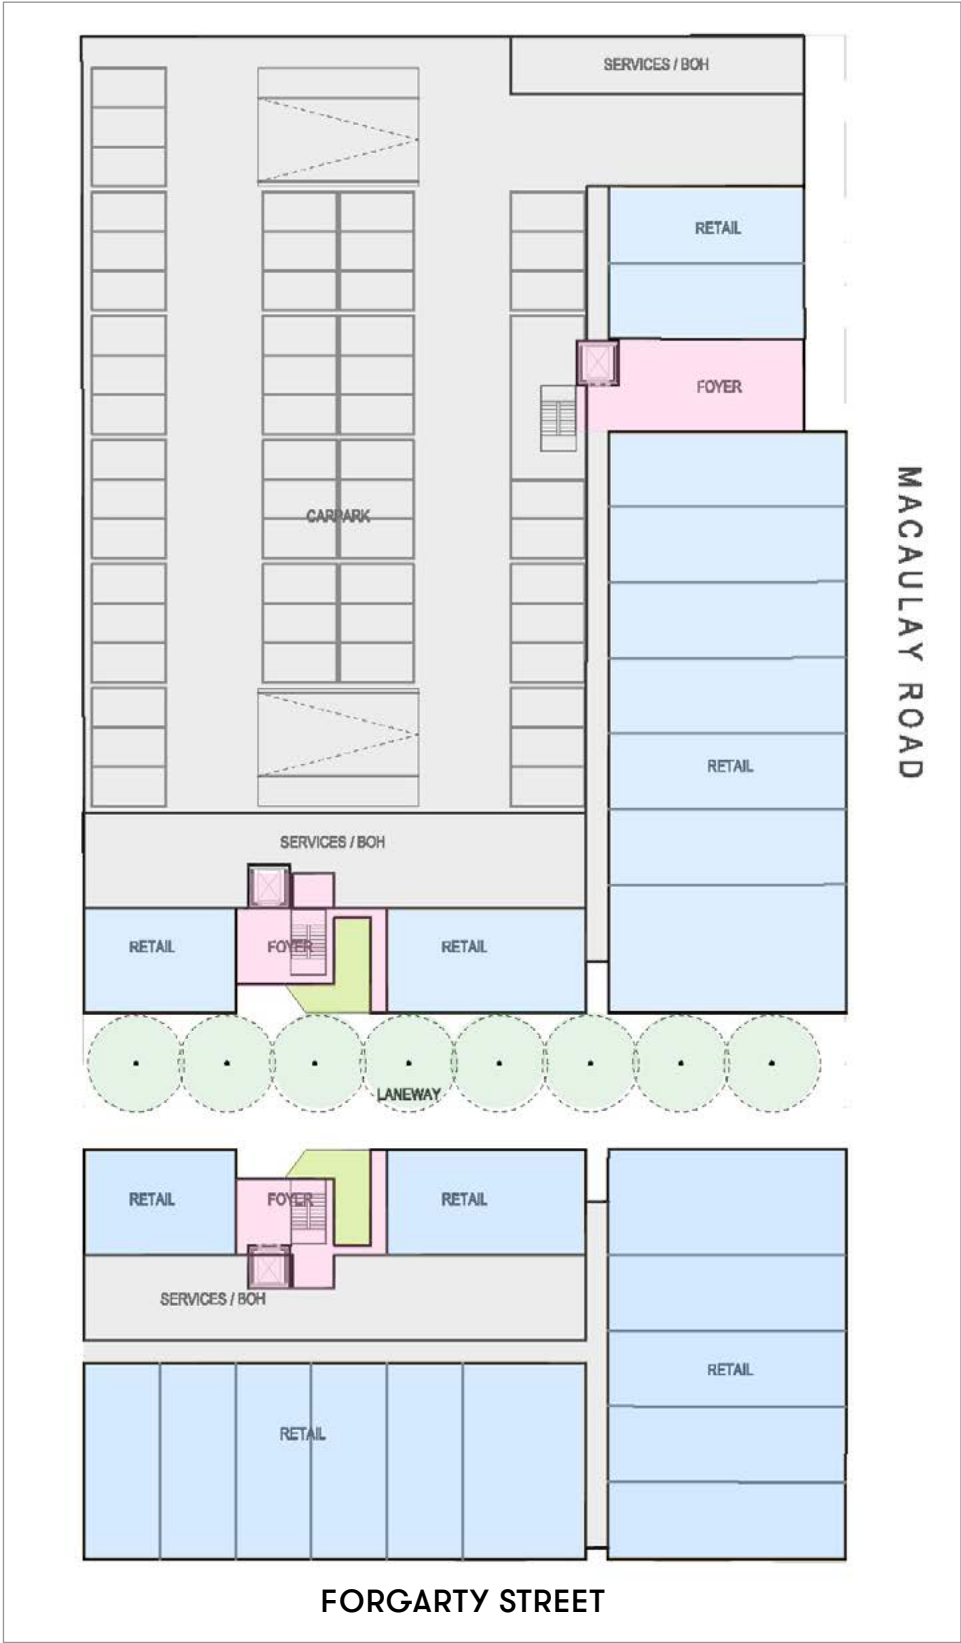 SERVICES / BOH
RETAIL
FOYER
MACAULAY ROAD
CARPARK
RETAIL
SERVICES / BOH
RETAIL
FOYER
RETAIL
LANEWAY
RETAIL
FOYER
RETAIL
SERVICES / BOH
RETAIL
RETAIL
FORGARTY STREET